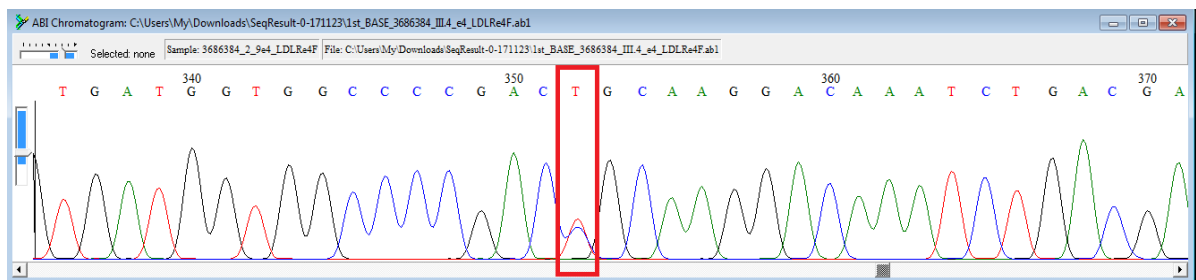 ABI Chromatogram: C:\Users\My\Downloads\SeqResult-0-171123\1st_BASE_3686384_III.4_e4_LDLRe4F.ab1
Selected: none Sample: 3686384_2_9e4_LDLRe4F File: C:\Users\My\Downloads\SeqResult-0-171123\1st_BASE_3686384_III.4_e4_LDLRe4F.ab1
340 350 360 370
T G A T G G T G G C C C C G A C T G C A A G G A C A A A T C T G A C G A